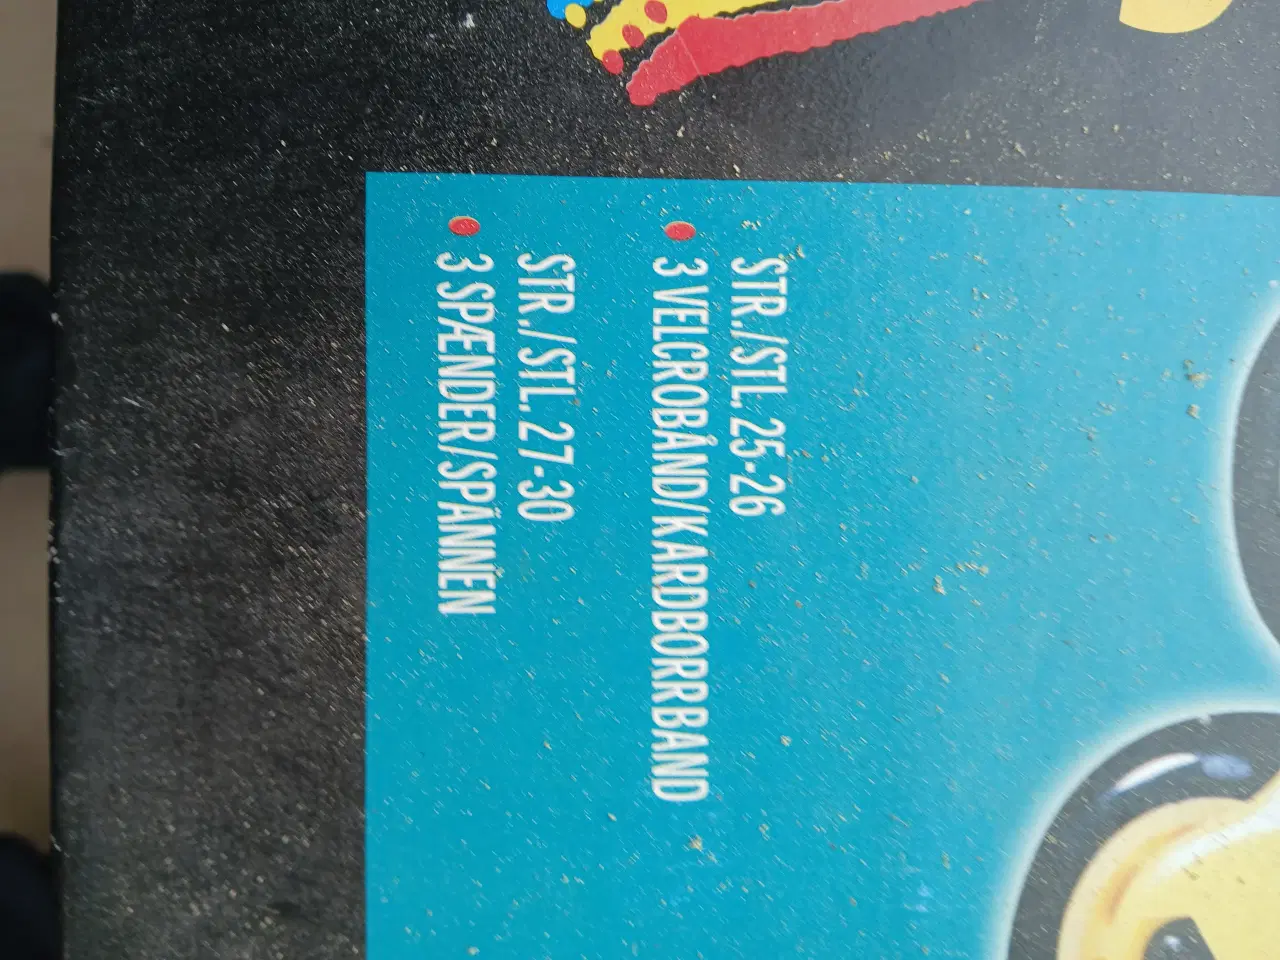 STR./STL. 25-26
3 VELCROBÅND/KARDBORRBAND
STR./STL. 27-30
3 SPÆNDER/SPÄNNEN